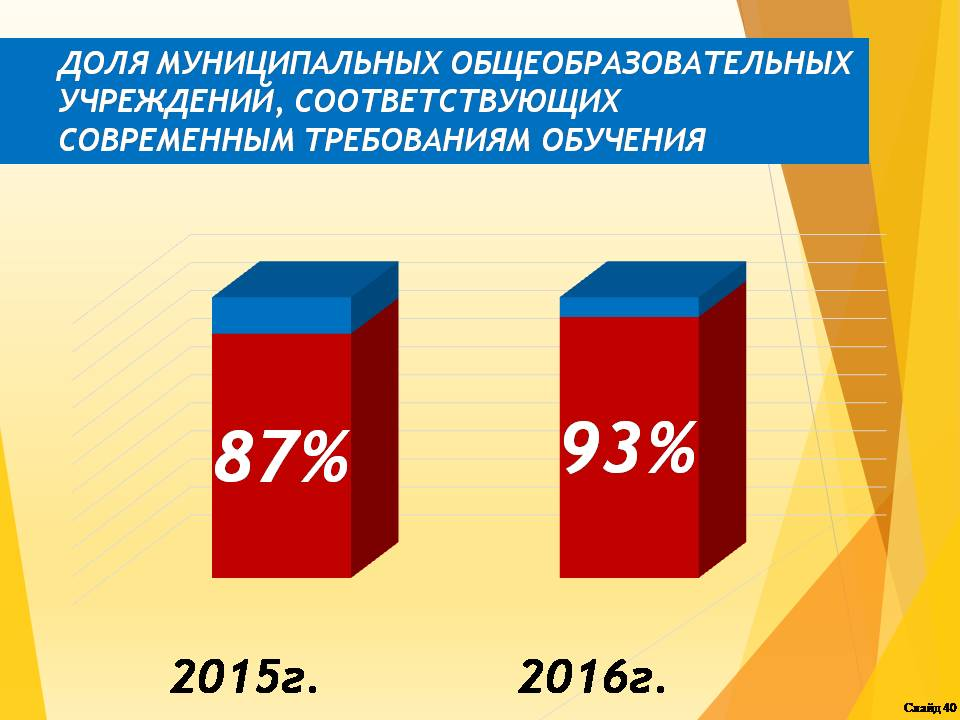 ДОЛЯ МУНИЦИПАЛЬНЫХ ОБЩЕОБРАЗОВАТЕЛЬНЫХ
УЧРЕЖДЕНИЙ, СООТВЕТСТВУЮЩИХ
СОВРЕМЕННЫМ ТРЕБОВАНИЯМ ОБУЧЕНИЯ
87%
93%
2015г.
2016г.
Слайд 40